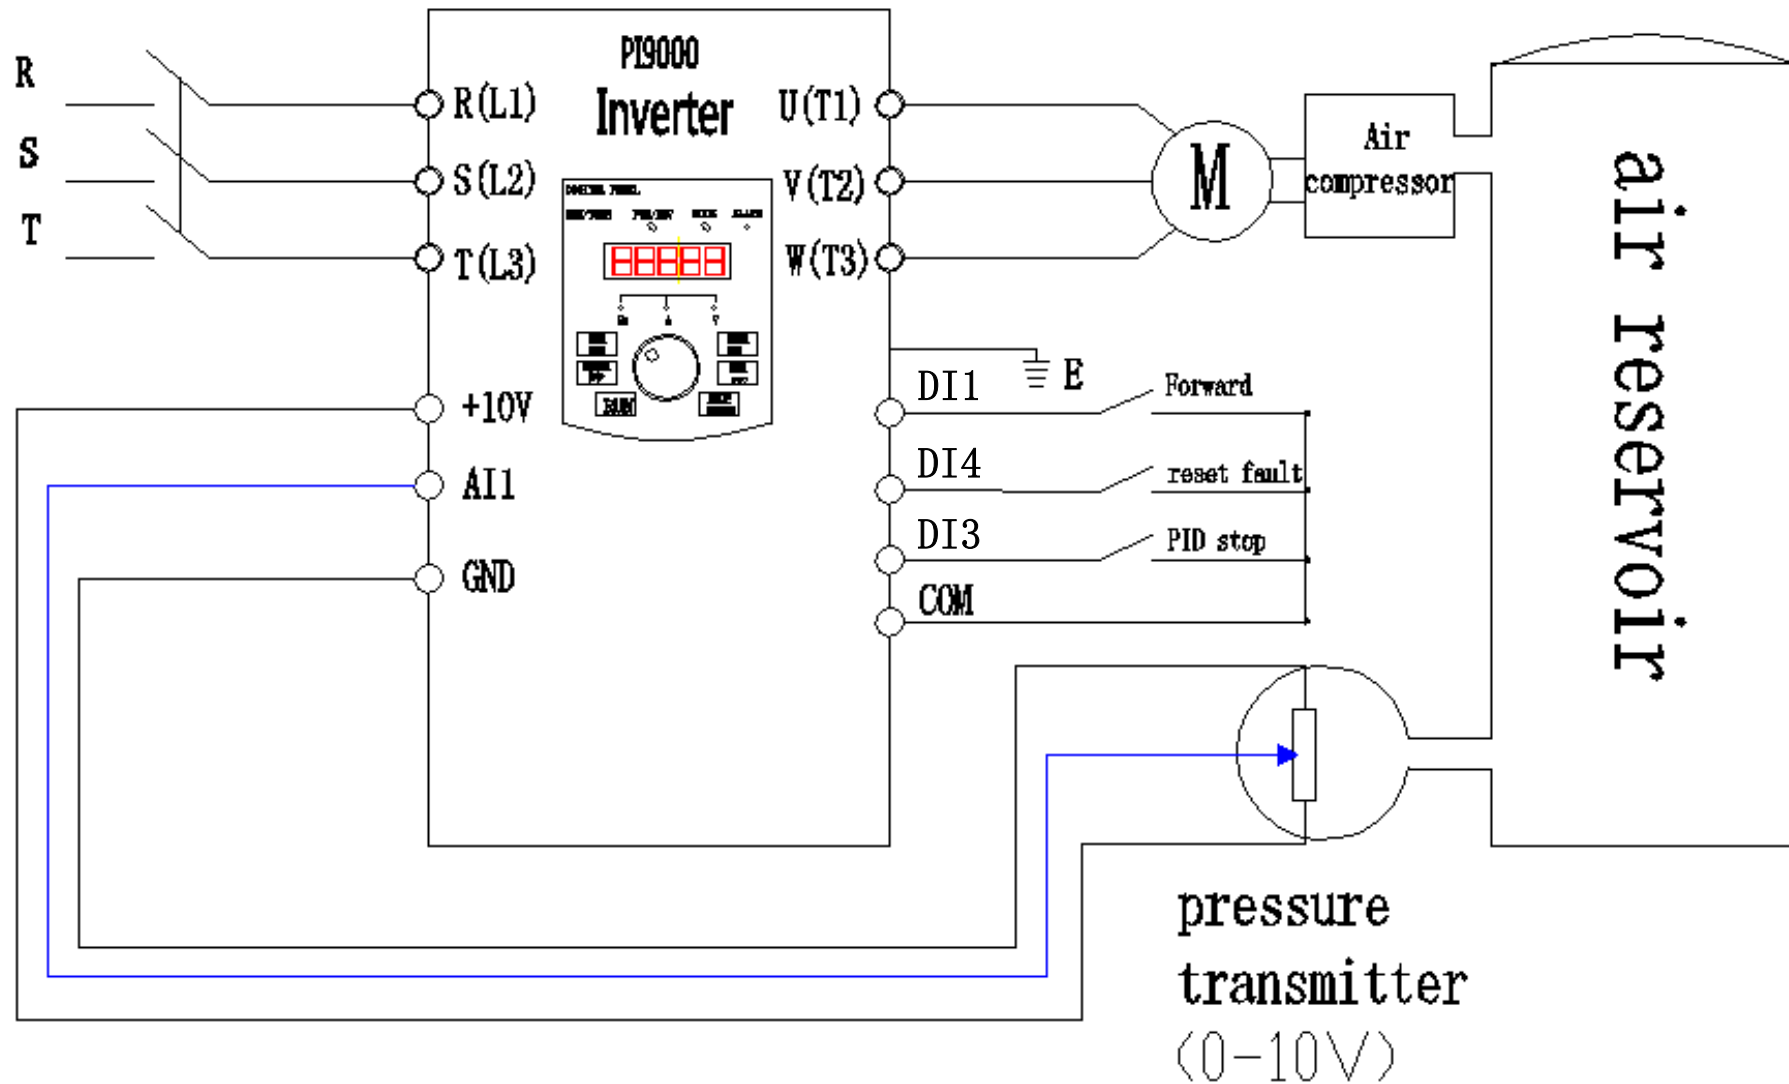 PI9000
Inverter
R
S
T
R(L1)
S(L2)
T(L3)
U(T1)
V(T2)
W(T3)
M
Air
compressor
air reservoir
E
+10V
AI1
GND
DI1
Forward
DI4
reset fault
DI3
PID stop
COM
RUN
pressure
transmitter
(0-10V)